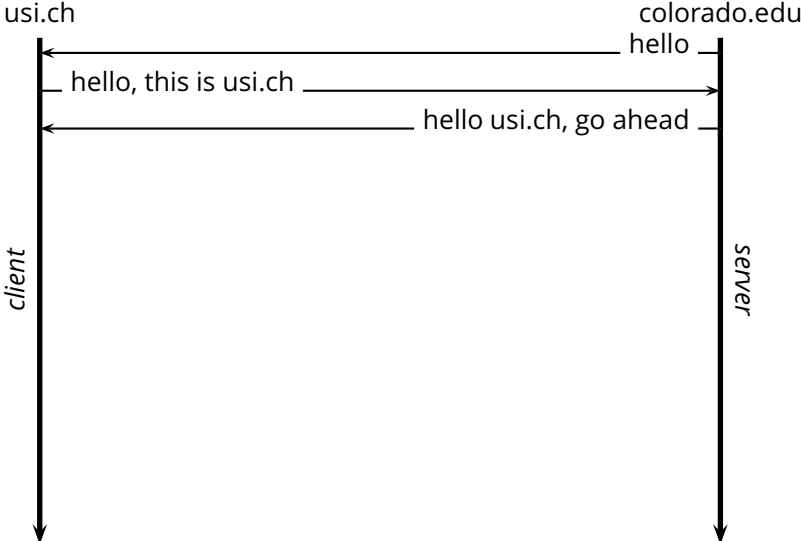 usi.ch
colorado.edu
hello
hello, this is usi.ch
hello usi.ch, go ahead
client
server